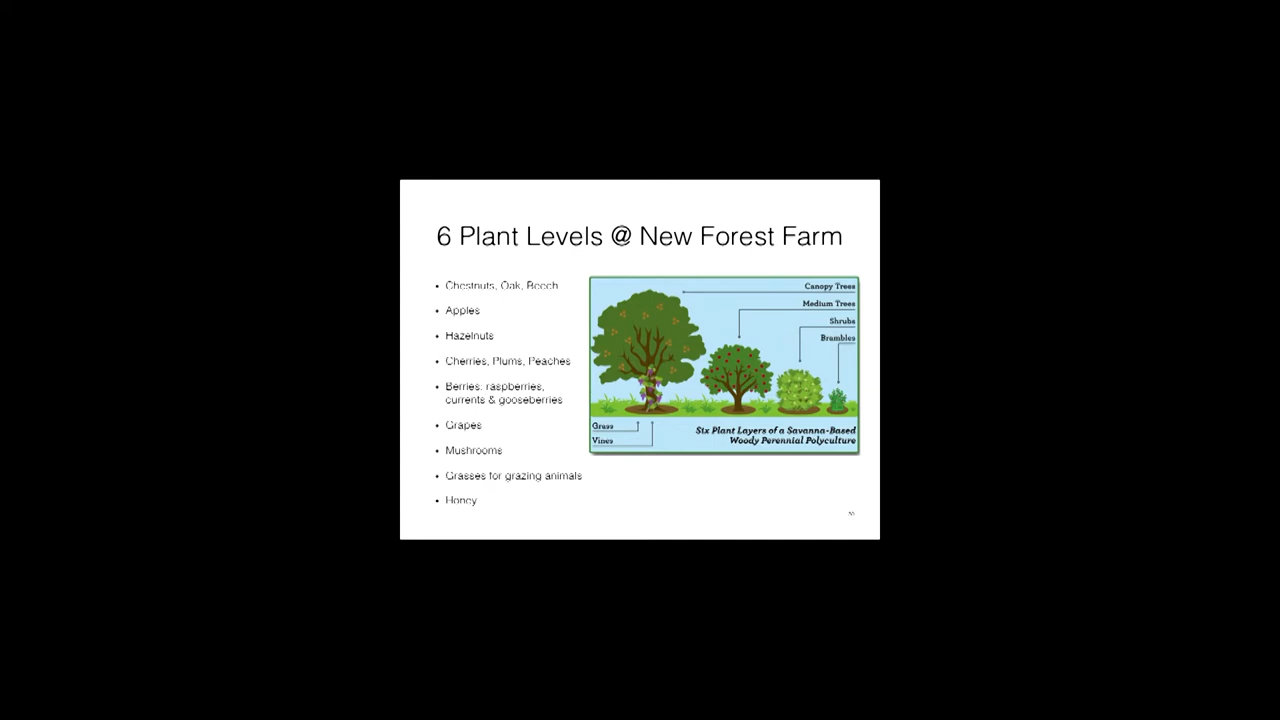 6 Plant Levels @ New Forest Farm
• Chestnuts, Oak, Beech
• Apples
• Hazelnuts
• Cherries, Plums, Peaches
• Berries: raspberries,
currents & gooseberries
• Grapes
• Mushrooms
• Grasses for grazing animals
• Honey
Canopy Trees
Medium Trees
Shrubs
Brambles
Grass
Vines
Six Plant Layers of a Savanna-Based
Woody Perennial Polyculture